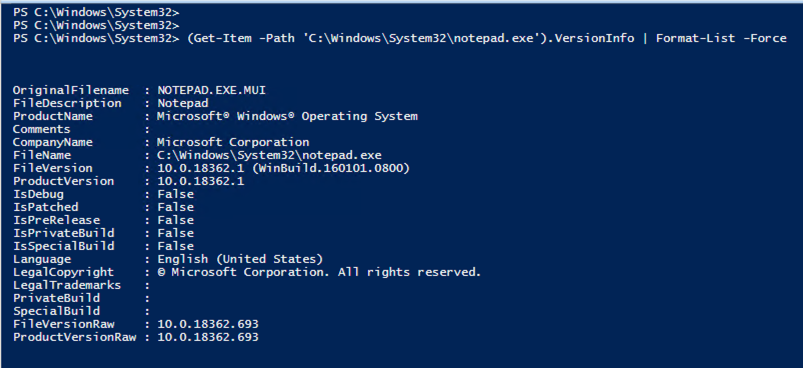 PS C:\Windows\System32>
PS C:\Windows\System32>
PS C:\Windows\System32> (Get-Item -Path 'C:\Windows\System32\notepad.exe').VersionInfo | Format-List -Force
OriginalFilename : NOTEPAD.EXE.MUI
FileDescription : Notepad
ProductName : Microsoft® Windows® Operating System
Comments :
CompanyName : Microsoft Corporation
FileName : C:\Windows\System32\notepad.exe
FileVersion : 10.0.18362.1 (WinBuild.160101.0800)
ProductVersion : 10.0.18362.1
IsDebug : False
IsPatched : False
IsPreRelease : False
IsPrivateBuild : False
IsSpecialBuild : False
Language : English (United States)
LegalCopyright : © Microsoft Corporation. All rights reserved.
LegalTrademarks :
PrivateBuild :
SpecialBuild :
FileVersionRaw : 10.0.18362.693
ProductVersionRaw : 10.0.18362.693